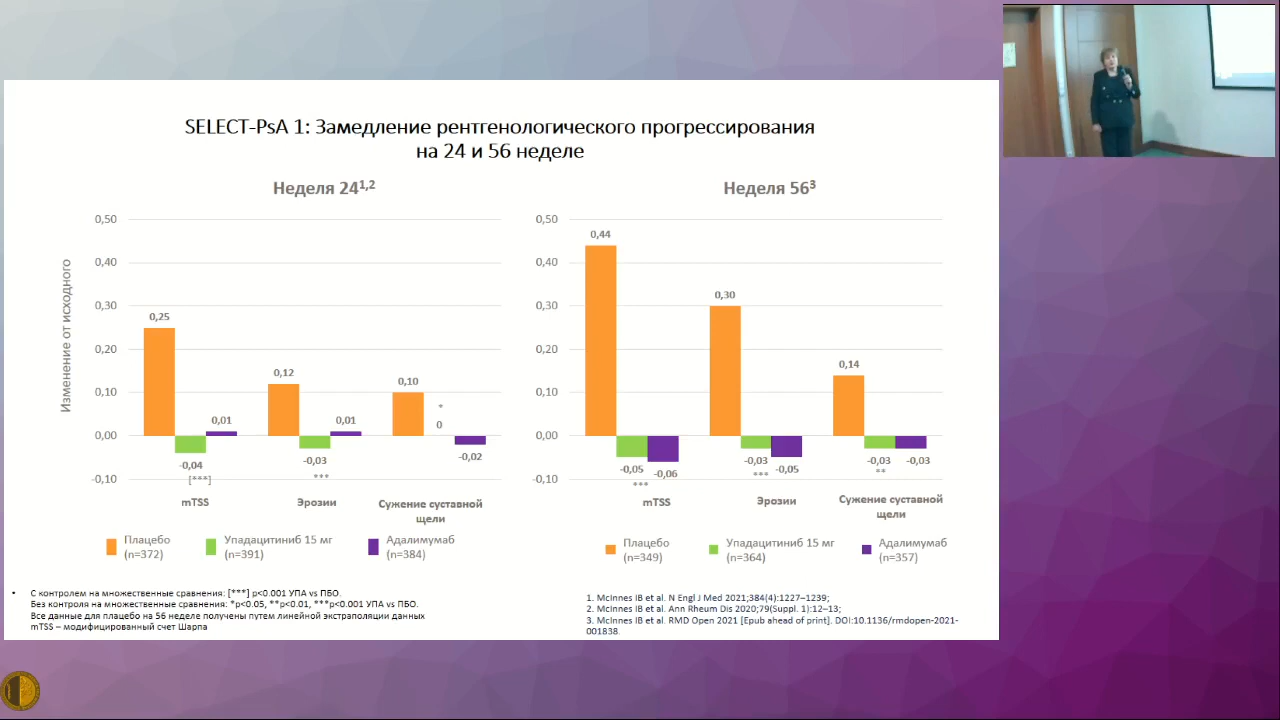 SELECT-PsA 1: Замедление рентгенологического прогрессирования
на 24 и 56 неделе
Неделя 24¹,²
Изменение от исходного
0,50
0,40
0,30
0,20
0,10
0,00
-0,10
0,25
-0,04
[***]
0,01
0,12
-0,03
***
0,01
0,10
*
0
-0,02
mTSS
Эрозии
Сужение суставной
щели
Плацебо
(n=372)
Упадацитиниб 15 мг
(n=391)
Адалимумаб
(n=384)
Неделя 56³
0,50
0,40
0,30
0,20
0,10
0,00
-0,10
0,44
-0,05
***
-0,06
0,30
-0,03
***
-0,05
0,14
-0,03
**
-0,03
mTSS
Эрозии
Сужение суставной
щели
Плацебо
(n=349)
Упадацитиниб 15 мг
(n=364)
Адалимумаб
(n=357)
• С контролем на множественные сравнения: [***] p<0.001 УПА vs ПБО.
Без контроля на множественные сравнения: *p<0.05, **p<0.01, ***p<0.001 УПА vs ПБО.
Все данные для плацебо на 56 неделе получены путем линейной экстраполяции данных
mTSS – модифицированный счет Шарпа
1. McInnes IB et al. N Engl J Med 2021;384(4):1227–1239;
2. McInnes IB et al. Ann Rheum Dis 2020;79(Suppl. 1):12–13;
3. McInnes IB et al. RMD Open 2021 [Epub ahead of print]. DOI:10.1136/rmdopen-2021-
001838.